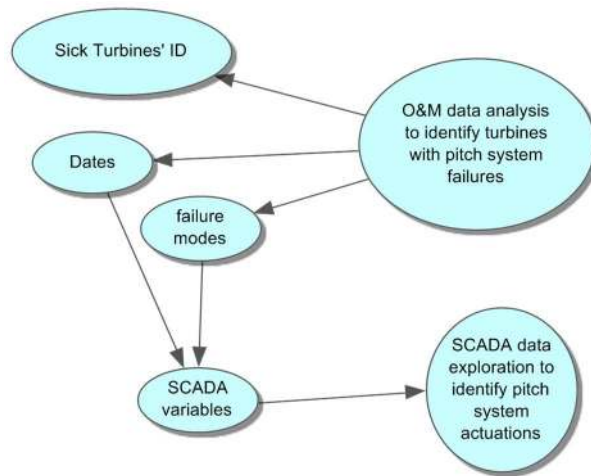 Sick Turbines' ID
O&M data analysis
to identify turbines
with pitch system
failures
Dates
failure
modes
SCADA
variables
SCADA data
exploration to
identify pitch
system
actuations